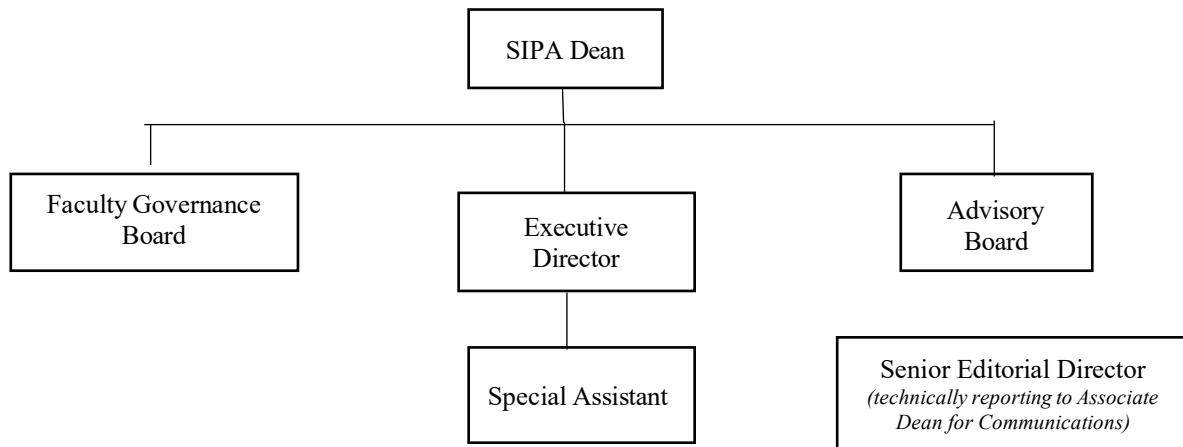 SIPA Dean
Faculty Governance
Board
Executive
Director
Advisory
Board
Special Assistant
Senior Editorial Director
(technically reporting to Associate
Dean for Communications)